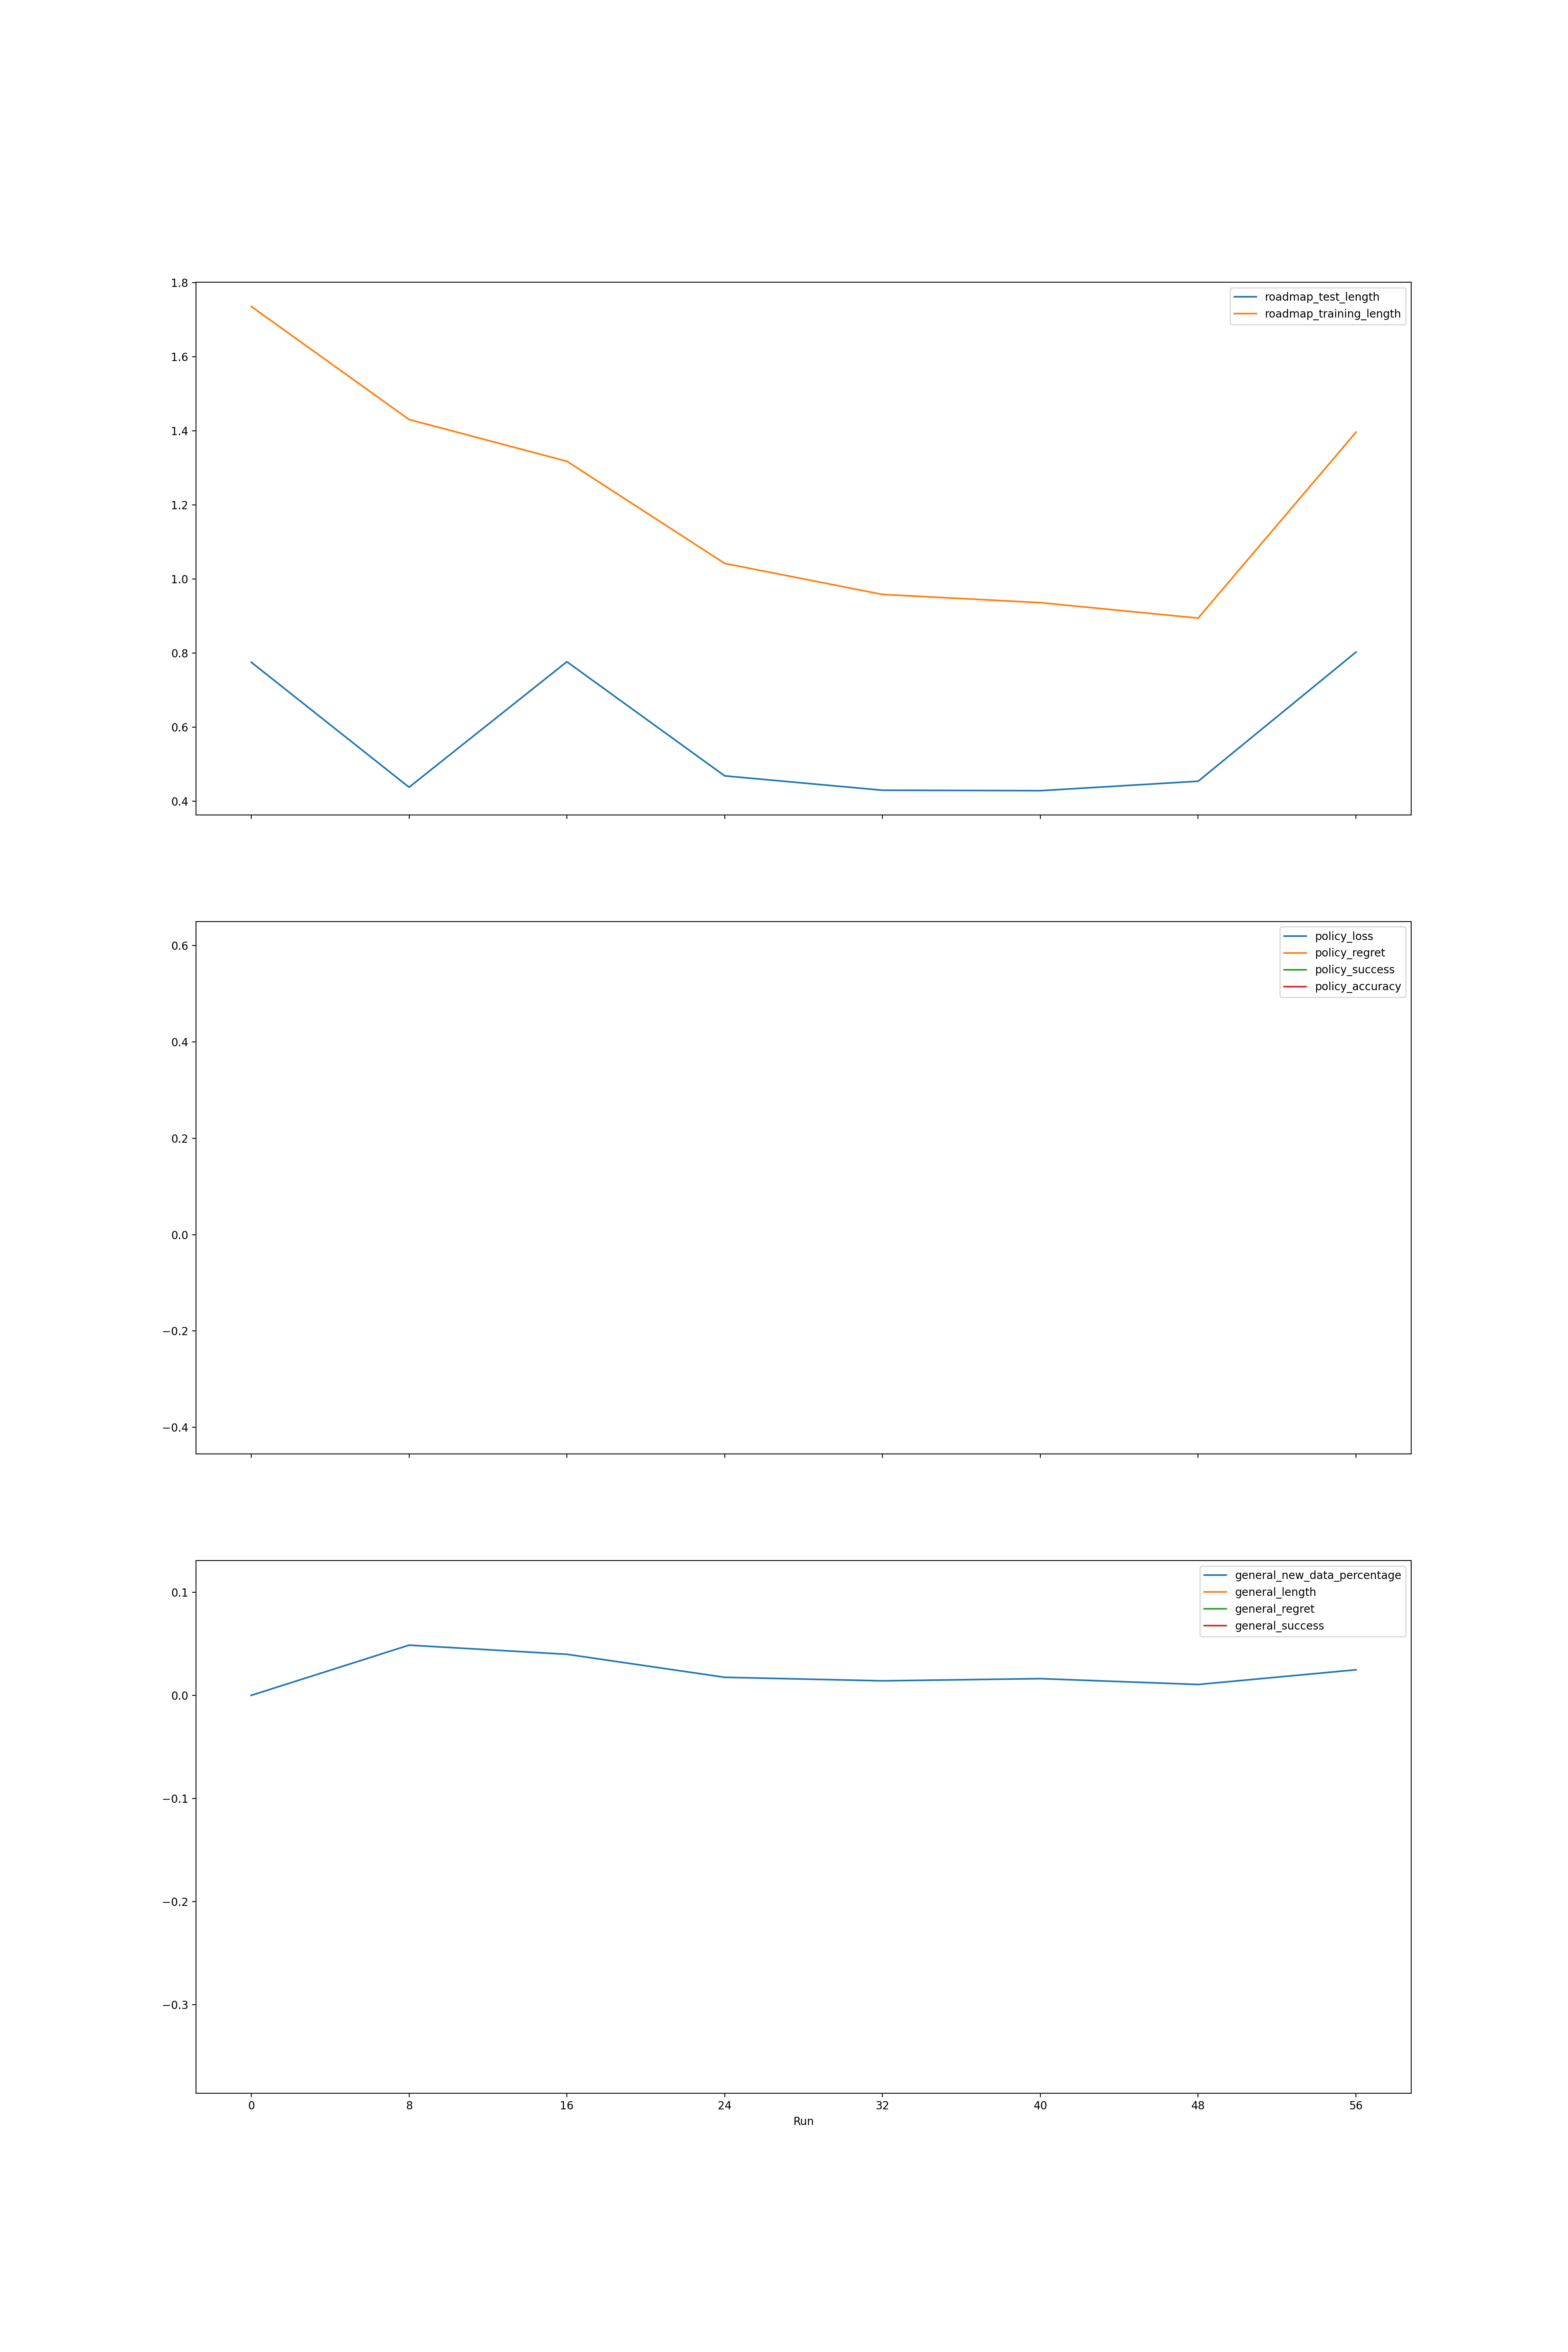 1.8
1.6
1.4
1.2
1.0
0.8
0.6
0.4
roadmap_test_length
roadmap_training_length
0.6
0.4
0.2
0.0
−0.2
−0.4
policy_loss
policy_regret
policy_success
policy_accuracy
0.1
0.0
−0.1
−0.2
−0.3
general_new_data_percentage
general_length
general_regret
general_success
0 8 16 24 32 40 48 56
Run